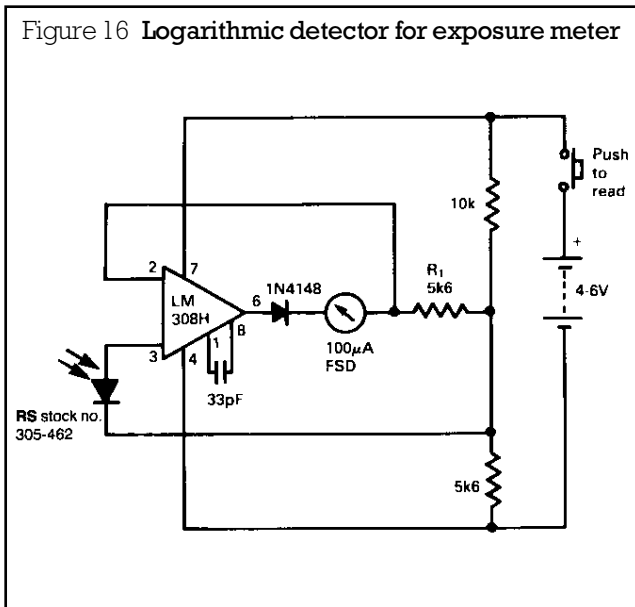 Figure 16 Logarithmic detector for exposure meter
Push
to
read
10k
+
4-6V
R1
5k6
2
7
LM
308H
6
1N4148
100µA
FSD
1
8
3
4
33pF
RS stock no.
305-462
5k6